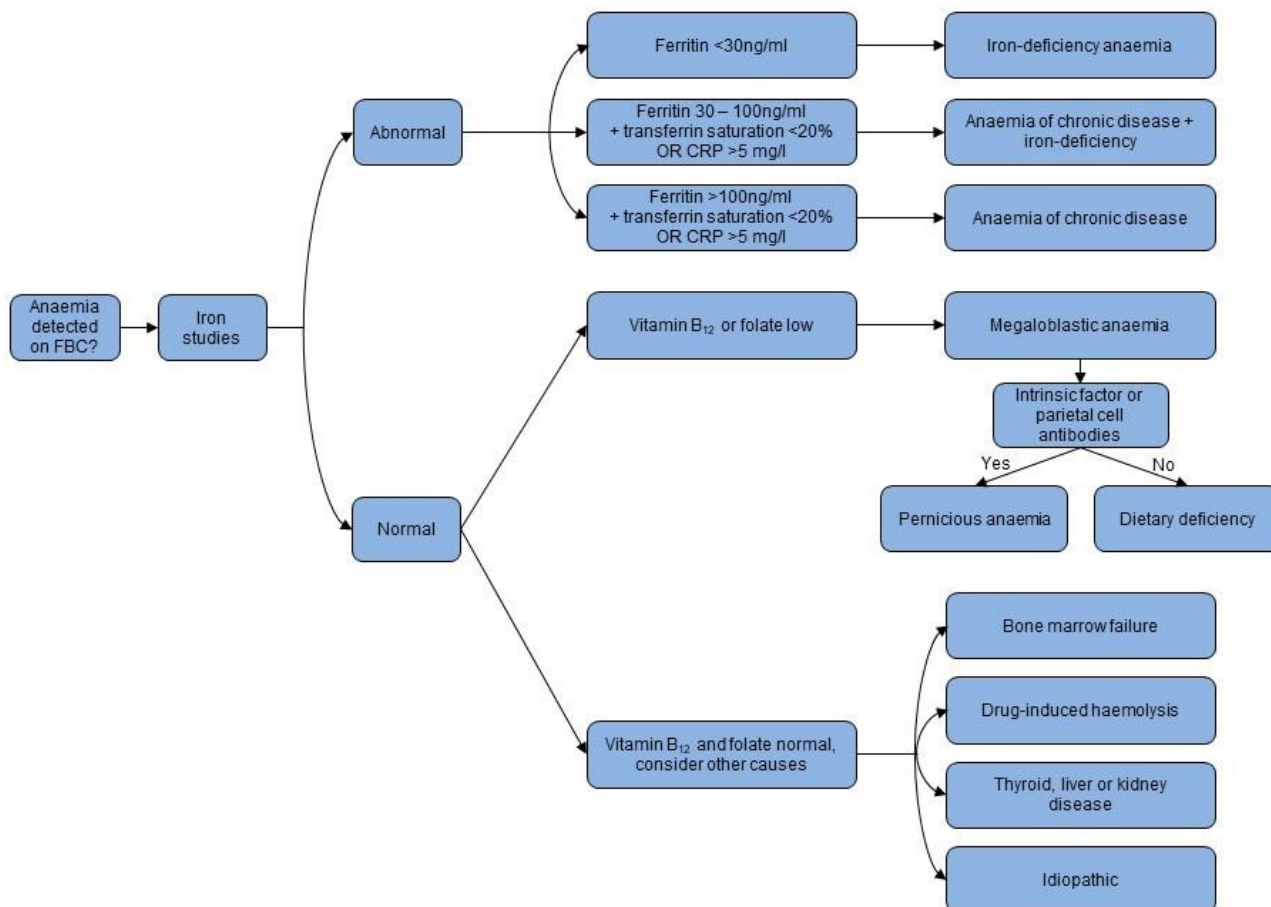 Ferritin <30ng/ml
Iron-deficiency anaemia
Abnormal
Ferritin 30 – 100ng/ml
+ transferrin saturation <20%
OR CRP >5 mg/l
Anaemia of chronic disease +
iron-deficiency
Ferritin >100ng/ml
+ transferrin saturation <20%
OR CRP >5 mg/l
Anaemia of chronic disease
Anaemia
detected
on FBC?
Iron
studies
Vitamin B₁₂ or folate low
Megaloblastic anaemia
Intrinsic factor or
parietal cell
antibodies
Yes
No
Normal
Pernicious anaemia
Dietary deficiency
Bone marrow failure
Drug-induced haemolysis
Vitamin B₁₂ and folate normal,
consider other causes
Thyroid, liver or kidney
disease
Idiopathic